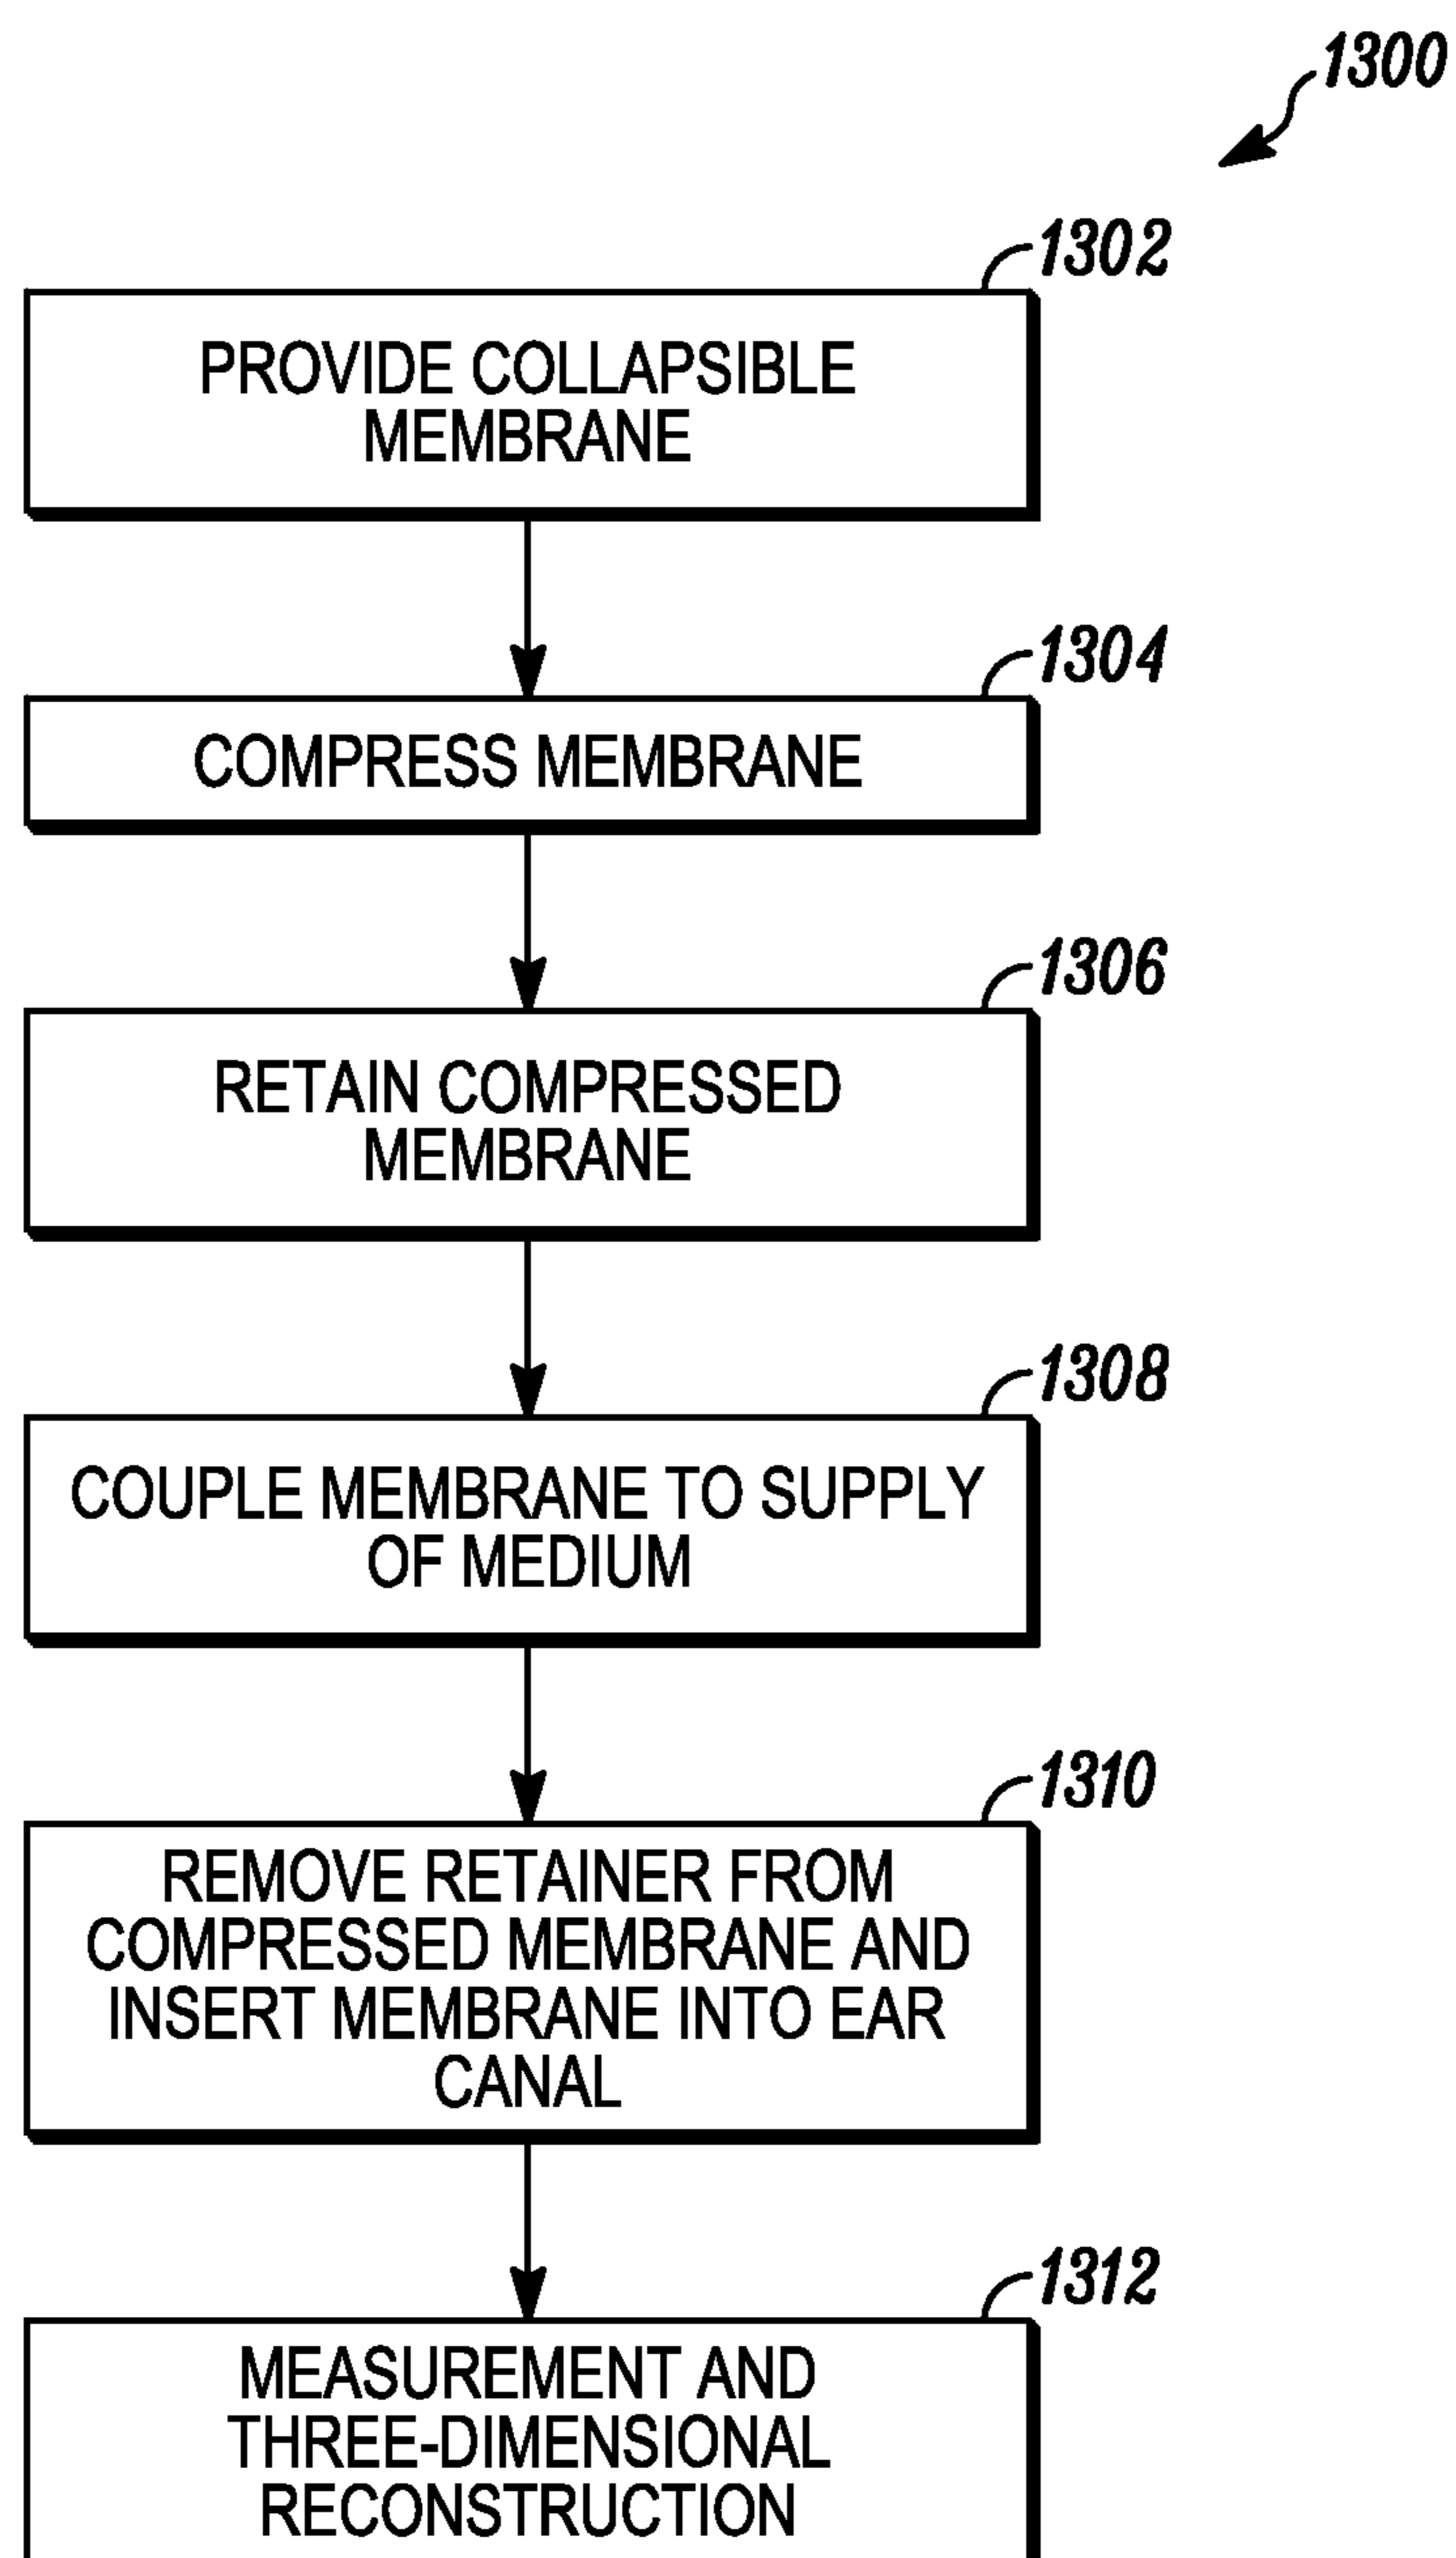 1300
1302
PROVIDE COLLAPSIBLE
MEMBRANE
1304
COMPRESS MEMBRANE
1306
RETAIN COMPRESSED
MEMBRANE
1308
COUPLE MEMBRANE TO SUPPLY
OF MEDIUM
1310
REMOVE RETAINER FROM
COMPRESSED MEMBRANE AND
INSERT MEMBRANE INTO EAR
CANAL
1312
MEASUREMENT AND
THREE-DIMENSIONAL
RECONSTRUCTION